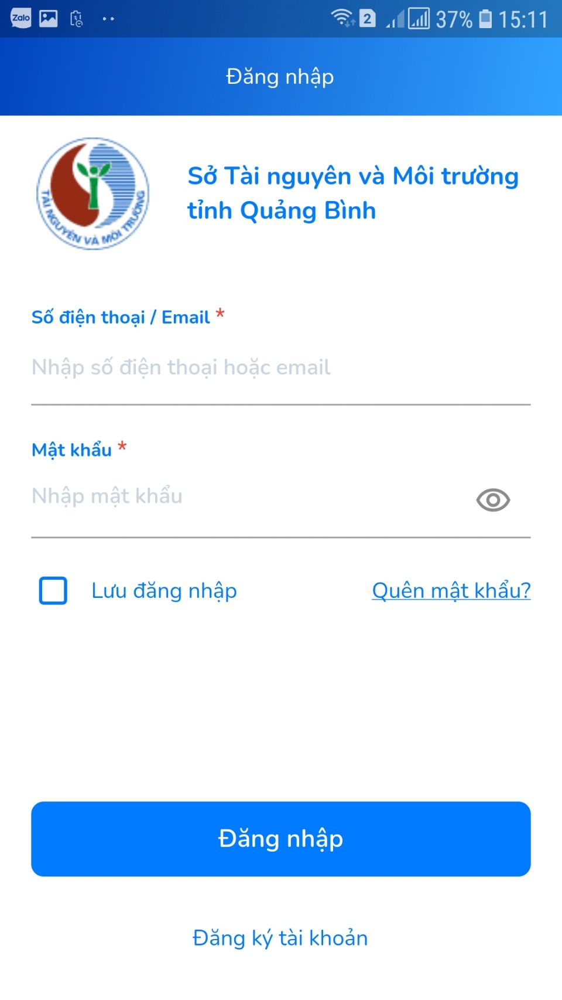 Zalo
2
37%
15:11
Đăng nhập
TÀI NGUYÊN VÀ MÔI TRƯỜNG
Sở Tài nguyên và Môi trường
tỉnh Quảng Bình
Số điện thoại / Email *
Nhập số điện thoại hoặc email
Mật khẩu *
Nhập mật khẩu
Lưu đăng nhập
Quên mật khẩu?
Đăng nhập
Đăng ký tài khoản